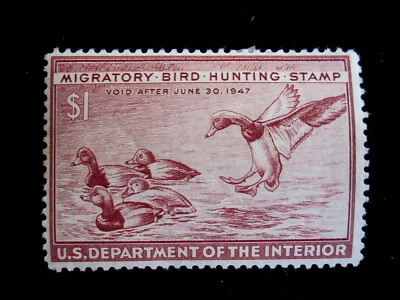 MIGRATORY · BIRD · HUNTING · STAMP
VOID AFTER JUNE 30, 1947
$1
U.S. DEPARTMENT OF THE INTERIOR